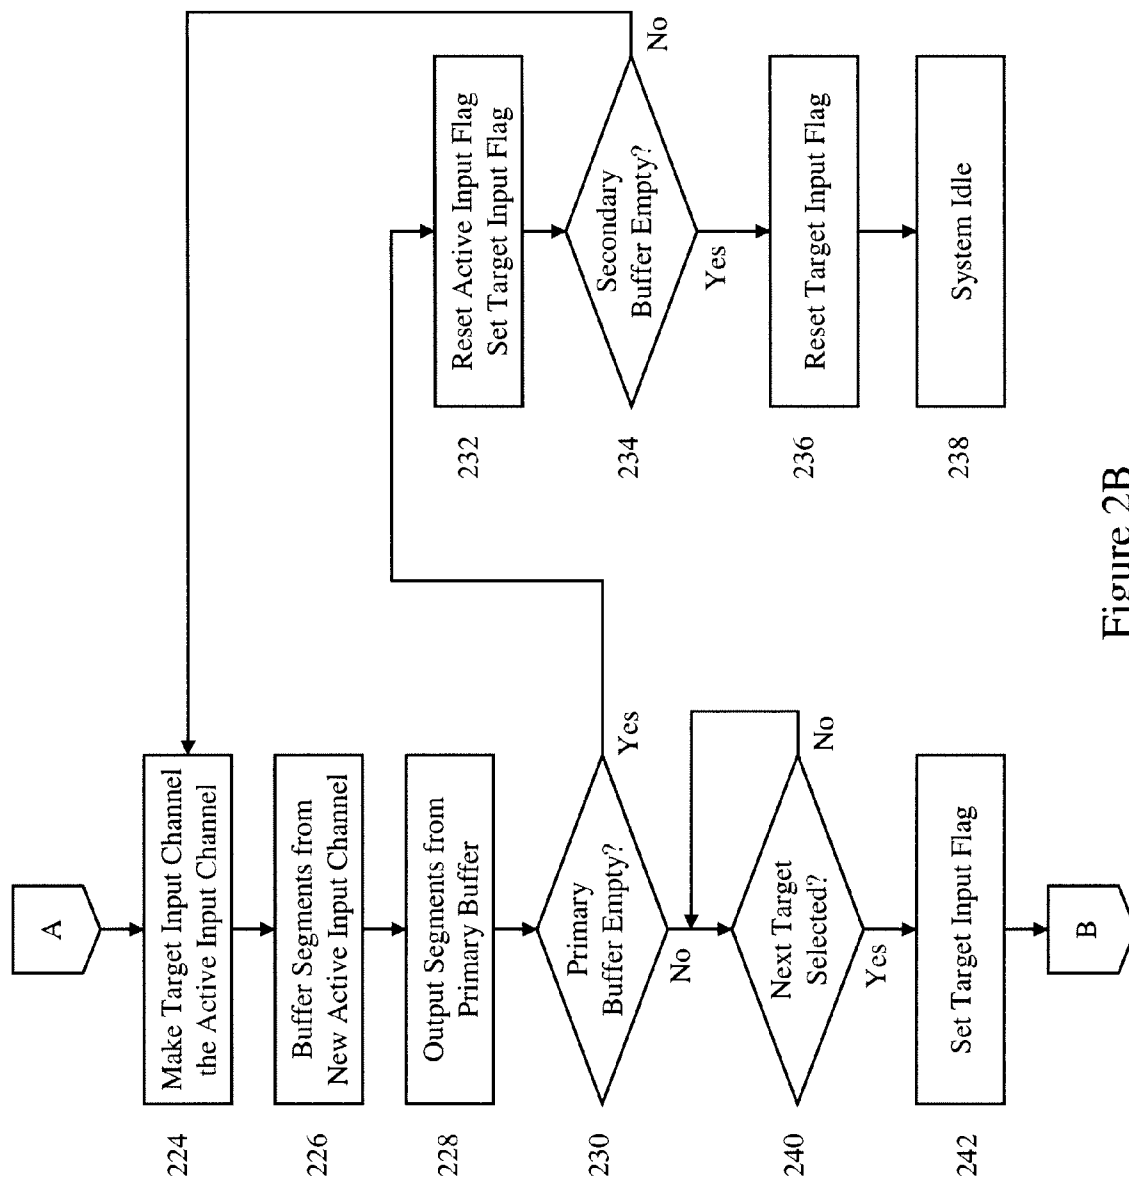 A
224
Make Target Input Channel
the Active Input Channel
226
Buffer Segments from
New Active Input Channel
228
Output Segments from
Primary Buffer
230
Primary
Buffer Empty?
Yes
No
240
Next Target
Selected?
No
Yes
242
Set Target Input Flag
B
232
Reset Active Input Flag
Set Target Input Flag
234
Secondary
Buffer Empty?
No
Yes
236
Reset Target Input Flag
238
System Idle
Figure 2B